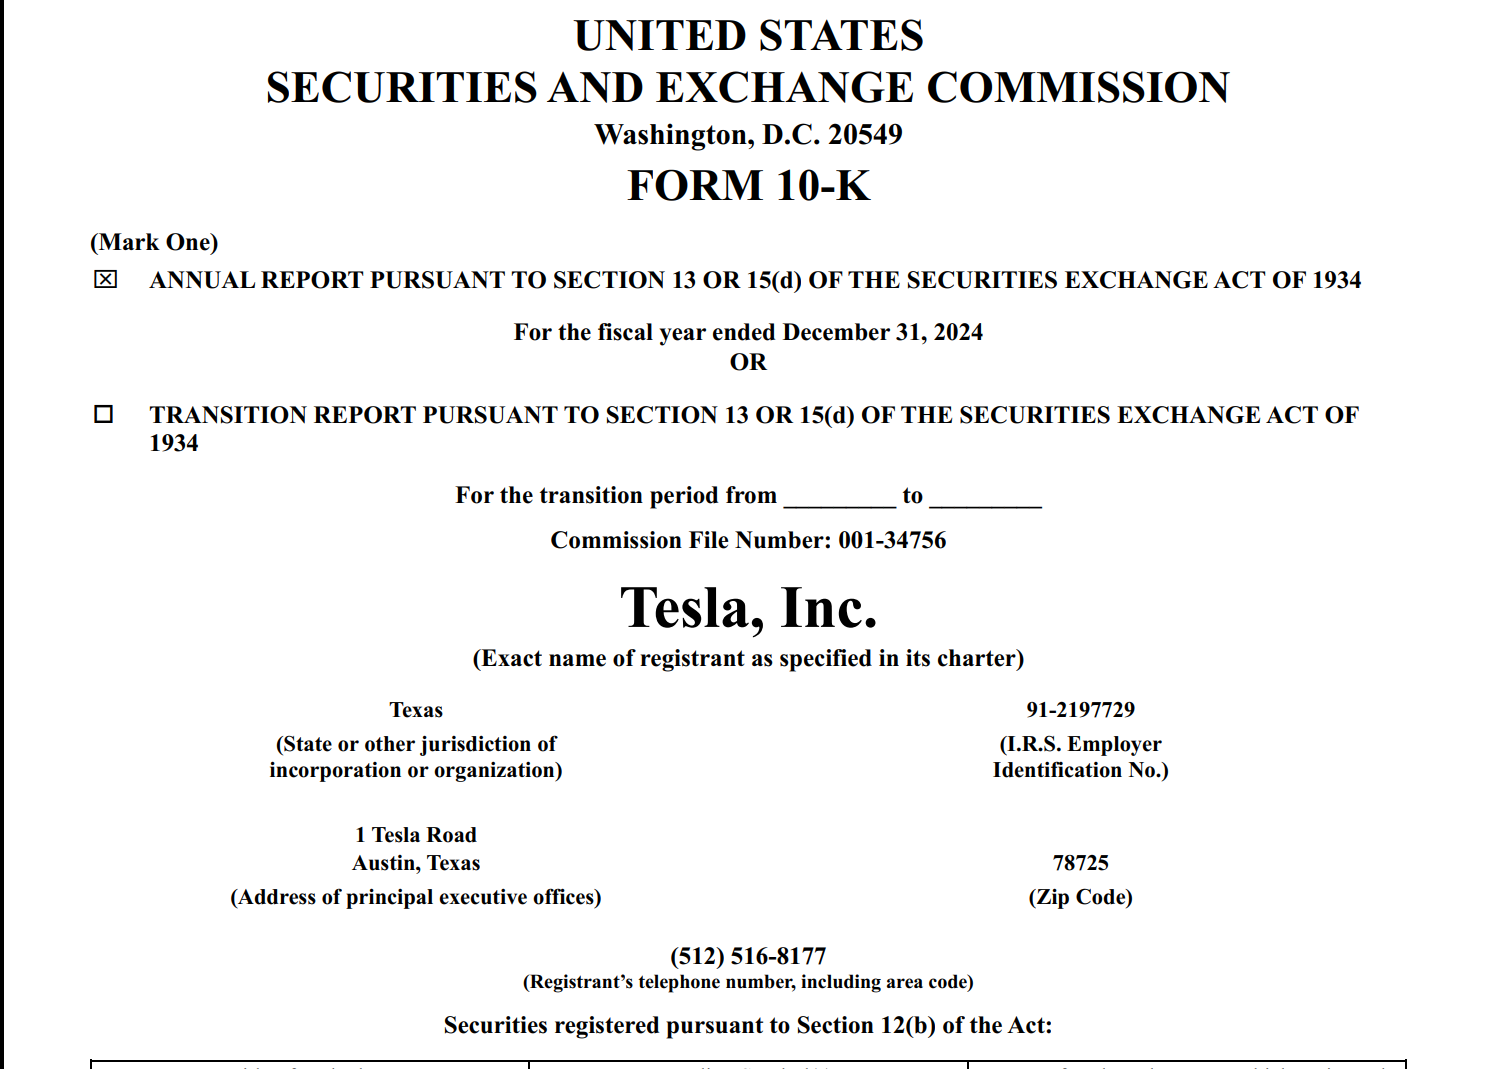 UNITED STATES
SECURITIES AND EXCHANGE COMMISSION
Washington, D.C. 20549
FORM 10-K
(Mark One)
☒ ANNUAL REPORT PURSUANT TO SECTION 13 OR 15(d) OF THE SECURITIES EXCHANGE ACT OF 1934
For the fiscal year ended December 31, 2024
OR
☐ TRANSITION REPORT PURSUANT TO SECTION 13 OR 15(d) OF THE SECURITIES EXCHANGE ACT OF
1934
For the transition period from _________ to _________
Commission File Number: 001-34756
Tesla, Inc.
(Exact name of registrant as specified in its charter)
Texas 91-2197729
(State or other jurisdiction of (I.R.S. Employer
incorporation or organization) Identification No.)
1 Tesla Road
Austin, Texas 78725
(Address of principal executive offices) (Zip Code)
(512) 516-8177
(Registrant’s telephone number, including area code)
Securities registered pursuant to Section 12(b) of the Act: